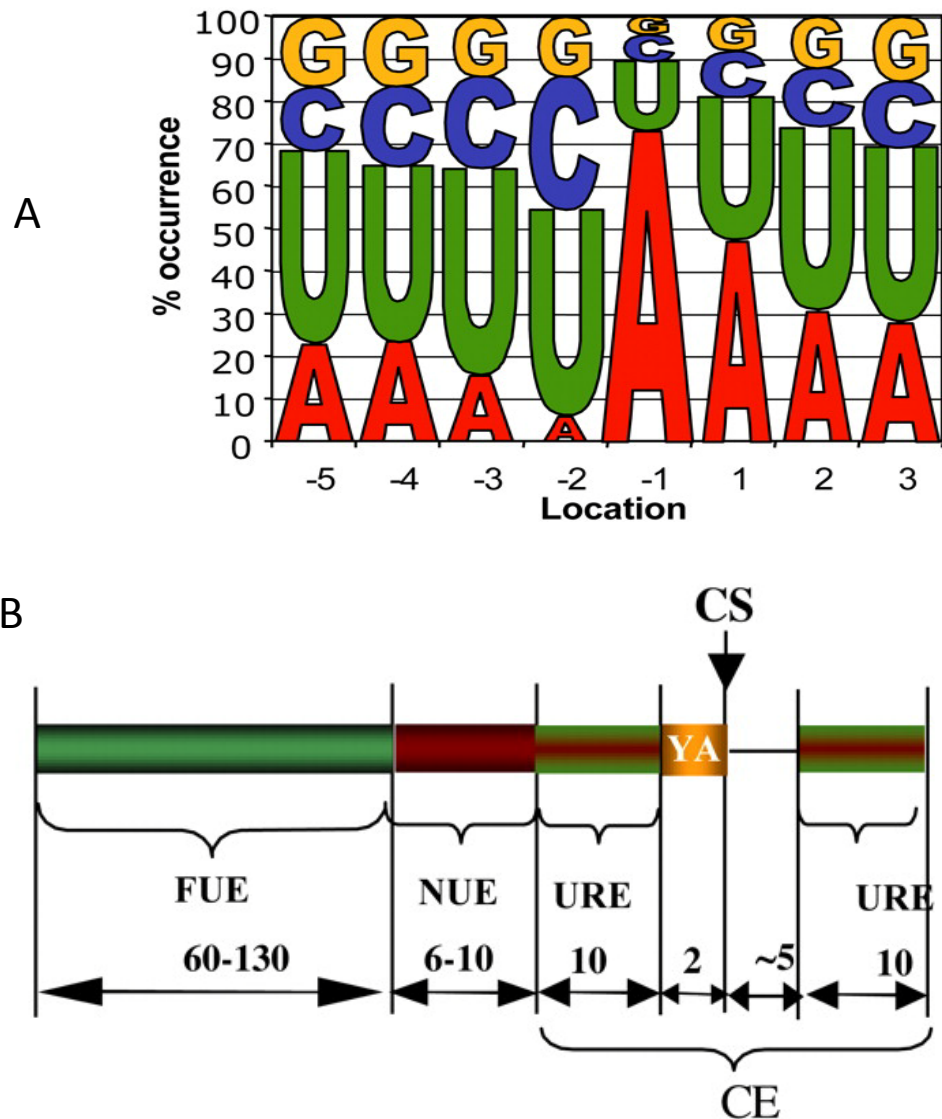 A
% occurrence
100
90
80
70
60
50
40
30
20
10
0
G G G G G G G G
C C C C C C C C
U U U U U U U U
A A A A A A A A
-5 -4 -3 -2 -1 1 2 3
Location
B
CS
YA
FUE NUE URE URE
60-130 6-10 10 2 ~5 10
CE